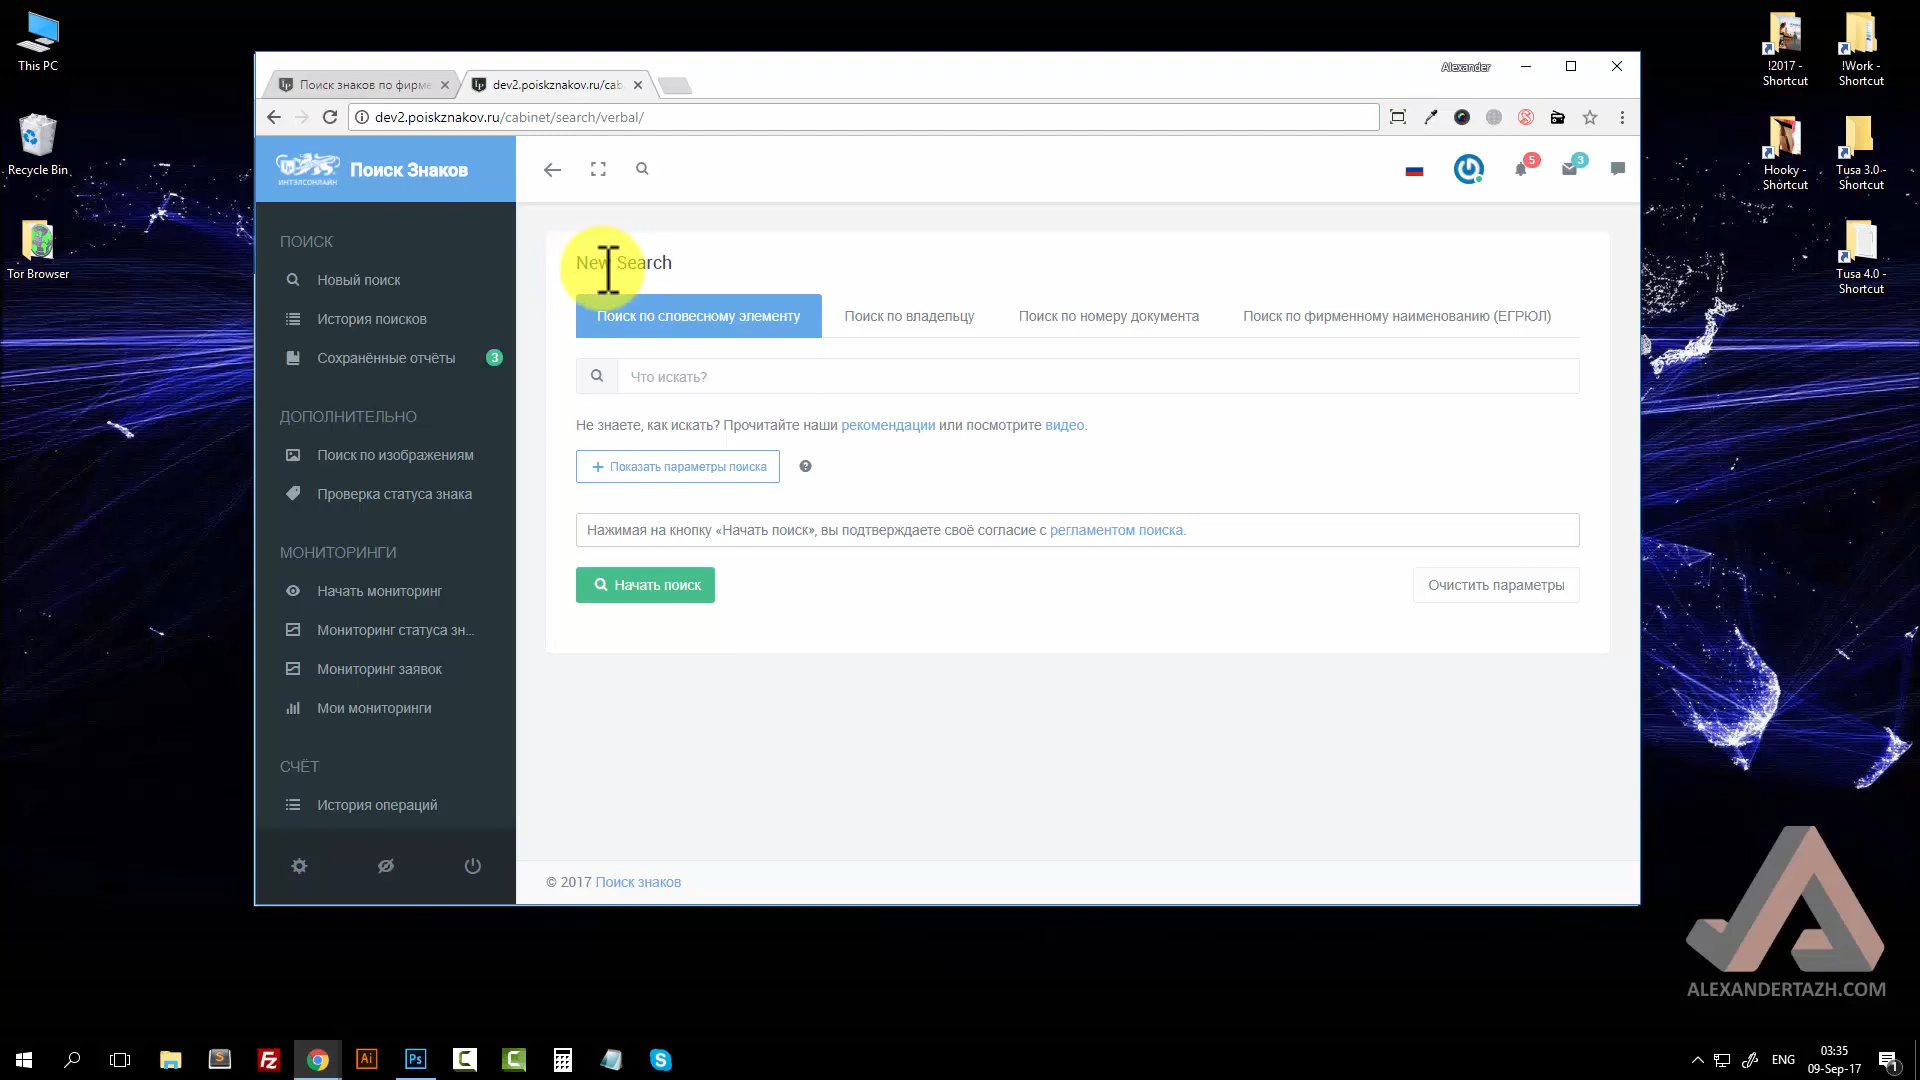 This PC
Recycle Bin
Tor Browser
!2017 -
Shortcut
!Work -
Shortcut
Hooky -
Shortcut
Tusa 3.0 -
Shortcut
Tusa 4.0 -
Shortcut
Alexander
Поиск знаков по фирме
dev2.poiskznakov.ru/cab
dev2.poiskznakov.ru/cabinet/search/verbal/
ИНТЭЛСОНЛАЙН
Поиск Знаков
5
3
ПОИСК
Новый поиск
История поисков
Сохранённые отчёты
3
ДОПОЛНИТЕЛЬНО
Поиск по изображениям
Проверка статуса знака
МОНИТОРИНГИ
Начать мониторинг
Мониторинг статуса зн...
Мониторинг заявок
Мои мониторинги
СЧЁТ
История операций
New Search
Поиск по словесному элементу
Поиск по владельцу
Поиск по номеру документа
Поиск по фирменному наименованию (ЕГРЮЛ)
Что искать?
Не знаете, как искать? Прочитайте наши рекомендации или посмотрите видео.
Показать параметры поиска
Нажимая на кнопку «Начать поиск», вы подтверждаете своё согласие с регламентом поиска.
Начать поиск
Очистить параметры
© 2017 Поиск знаков
ALEXANDERTAZH.COM
ENG
03:35
09-Sep-17
1